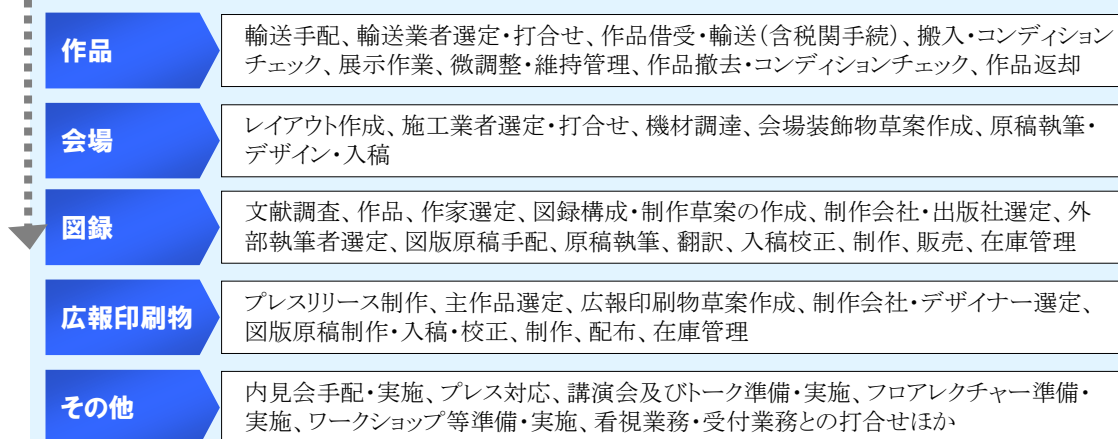 作品
輸送手配、輸送業者選定・打合せ、作品借受・輸送(含税関手続)、搬入・コンディション
チェック、展示作業、微調整・維持管理、作品撤去・コンディションチェック、作品返却
会場
レイアウト作成、施工業者選定・打合せ、機材調達、会場装飾物草案作成、原稿執筆・
デザイン・入稿
図録
文献調査、作品、作家選定、図録構成・制作草案の作成、制作会社・出版社選定、外
部執筆者選定、図版原稿手配、原稿執筆、翻訳、入稿校正、制作、販売、在庫管理
広報印刷物
プレスリリース制作、主作品選定、広報印刷物草案作成、制作会社・デザイナー選定、
図版原稿制作・入稿・校正、制作、配布、在庫管理
その他
内見会手配・実施、プレス対応、講演会及びトーク準備・実施、フロアレクチャー準備・
実施、ワークショップ等準備・実施、看視業務・受付業務との打合せほか